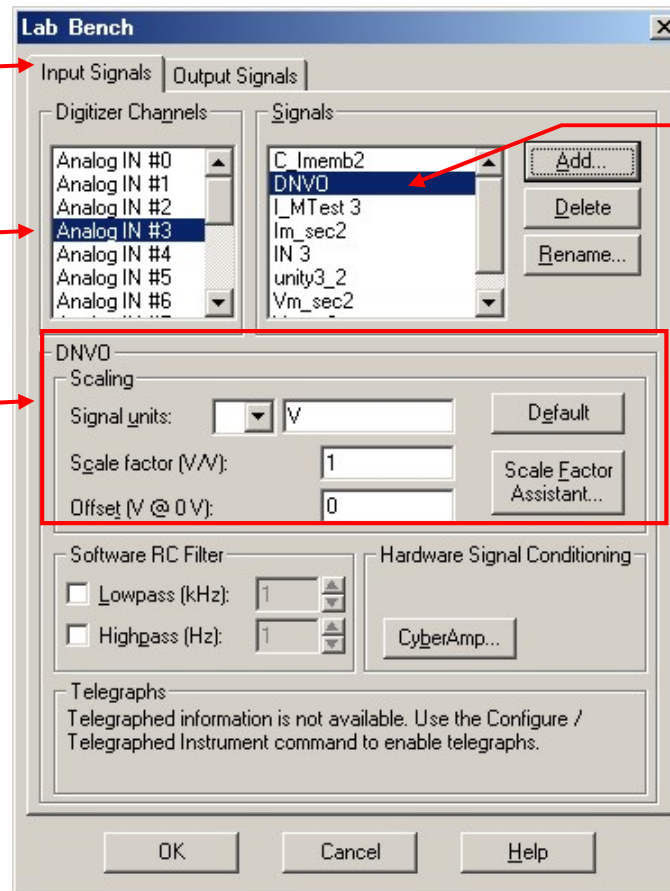 Lab Bench
Input Signals
Output Signals
Digitizer Channels
Analog IN #0
Analog IN #1
Analog IN #2
Analog IN #3
Analog IN #4
Analog IN #5
Analog IN #6
Signals
C_Imemb2
DNVO
I_MTest 3
Im_sec2
IN 3
unity3_2
Vm_sec2
Add...
Delete
Rename...
DNVO
Scaling
Signal units:
V
Default
Scale factor (V/V):
1
Scale Factor
Assistant...
Offset (V @ 0 V):
0
Software RC Filter
Lowpass (kHz):
1
Highpass (Hz):
1
Hardware Signal Conditioning
CyberAmp...
Telegraphs
Telegraphed information is not available. Use the Configure /
Telegraphed Instrument command to enable telegraphs.
OK
Cancel
Help